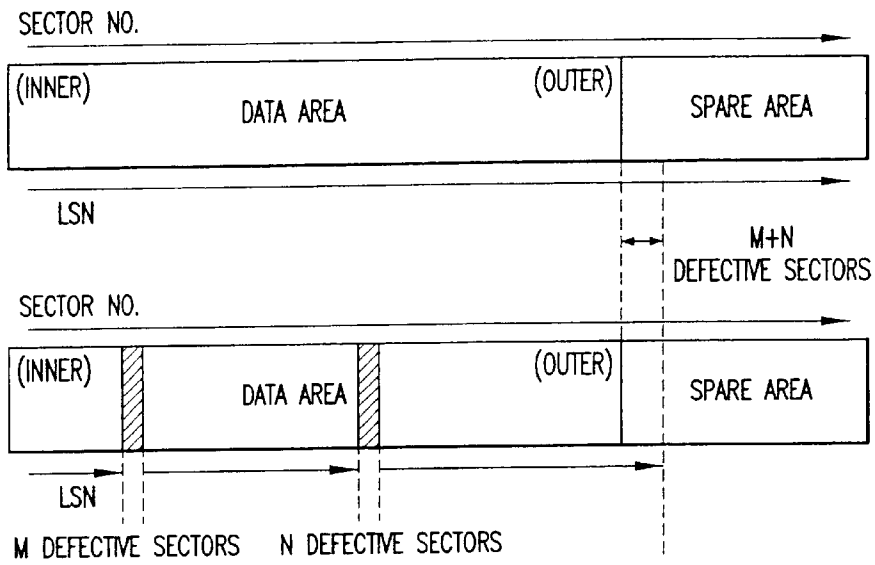 SECTOR NO.
(INNER)
DATA AREA
(OUTER)
SPARE AREA
LSN
M+N
DEFECTIVE SECTORS
SECTOR NO.
(INNER)
DATA AREA
(OUTER)
SPARE AREA
LSN
M DEFECTIVE SECTORS
N DEFECTIVE SECTORS